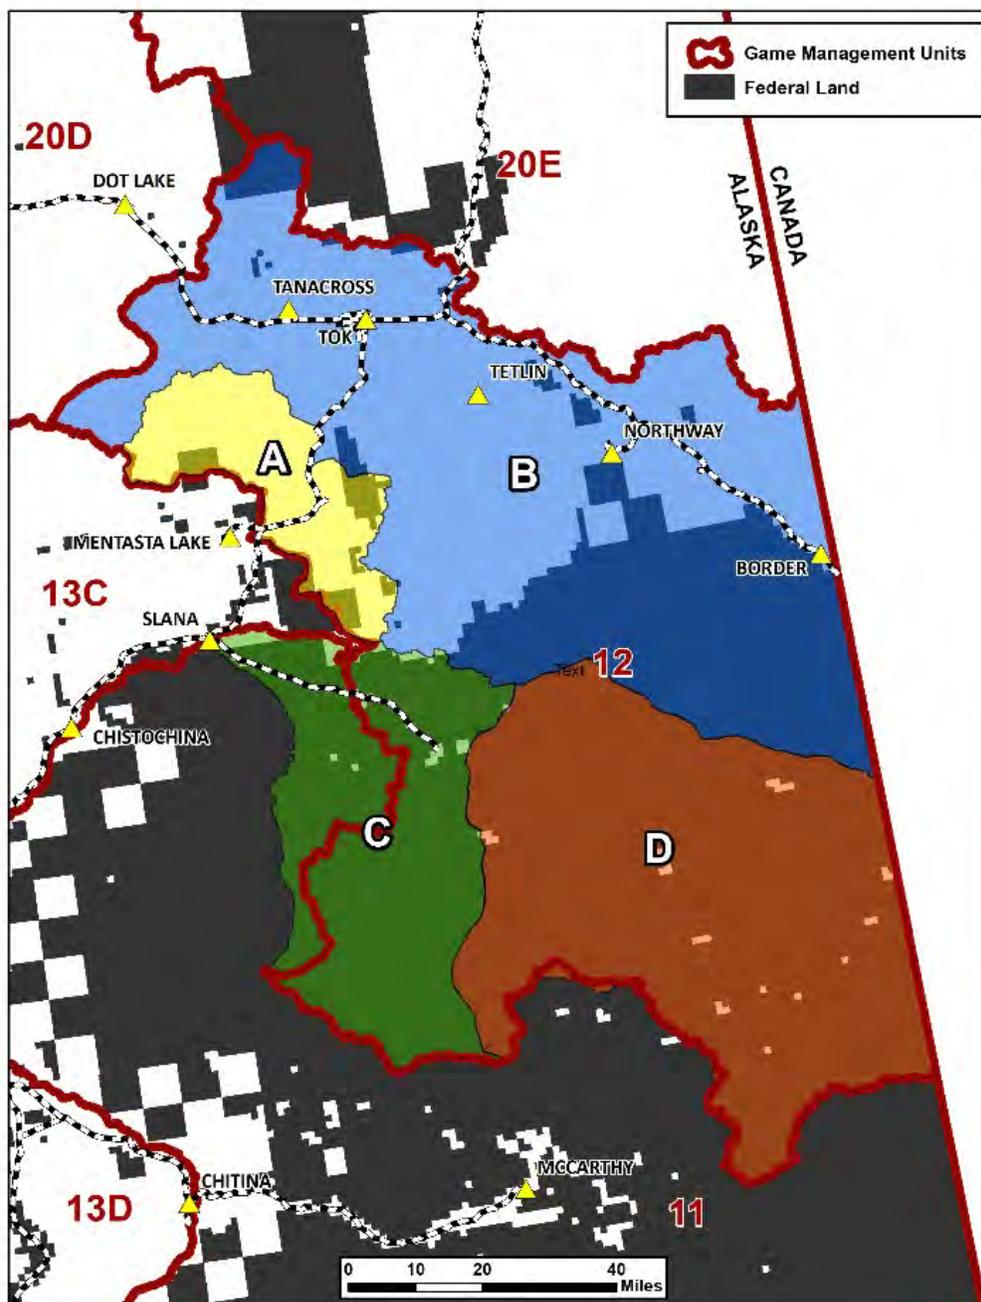 Game Management Units
Federal Land
20D
20E
DOT LAKE
CANADA
ALASKA
TANACROSS
TOK
TETLIN
NORTHWAY
A
B
MENTASTA LAKE
BORDER
13C
SLANA
Text
12
CHISTOCHINA
C
D
MCCARTHY
CHITINA
13D
11
0 10 20 40
Miles